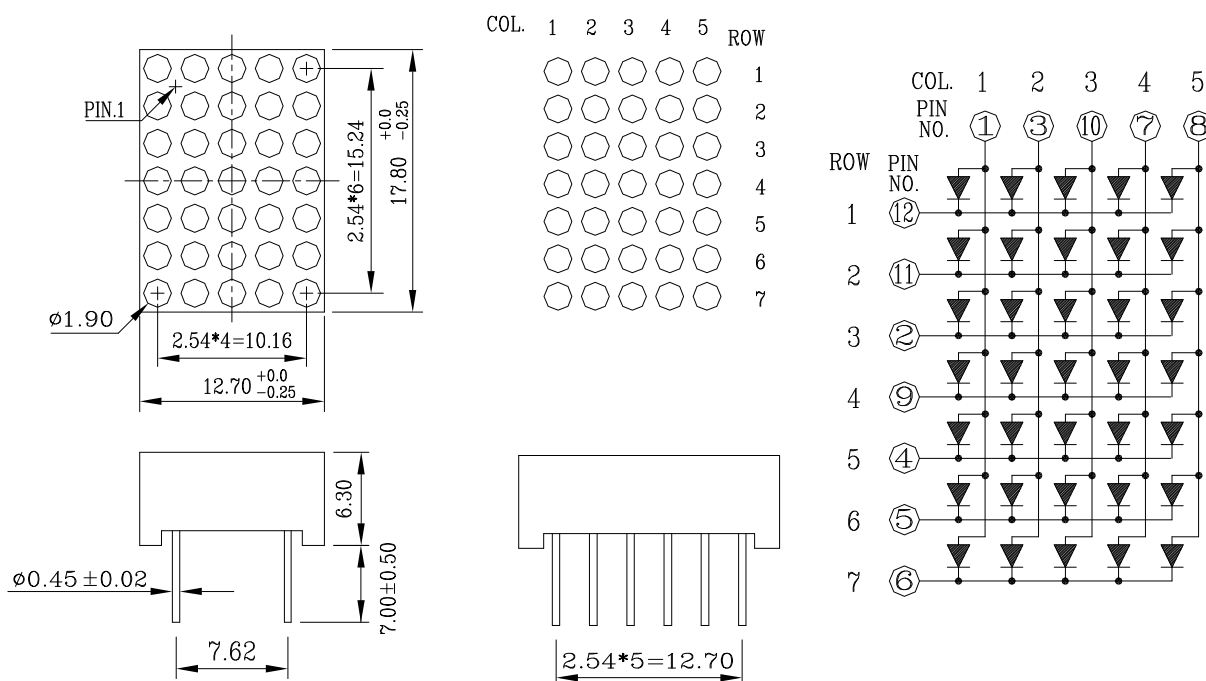 PIN.1
2.54*6=15.24
17.80 +0.0 -0.25
ø1.90
2.54*4=10.16
12.70 +0.0 -0.25
COL. 1 2 3 4 5
ROW
1
2
3
4
5
6
7
6.30
7.00±0.50
ø0.45±0.02
7.62
2.54*5=12.70
COL. 1 2 3 4 5
PIN NO. 1 3 10 7 8
ROW PIN NO.
1 12
2 11
3 2
4 9
5 4
6 5
7 6